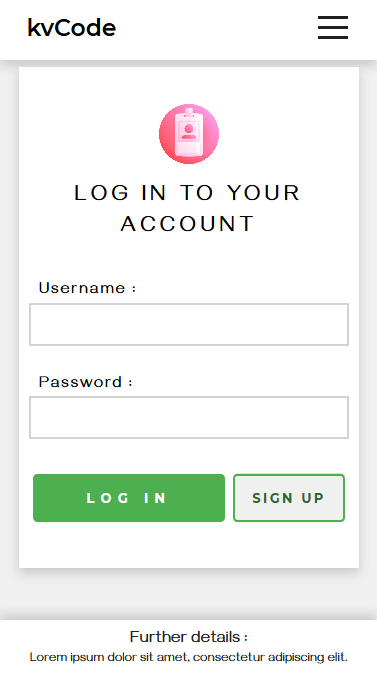 kvCode
LOG IN TO YOUR
ACCOUNT
Username :
Password :
LOG IN
SIGN UP
Further details :
Lorem ipsum dolor sit amet, consectetur adipiscing elit.